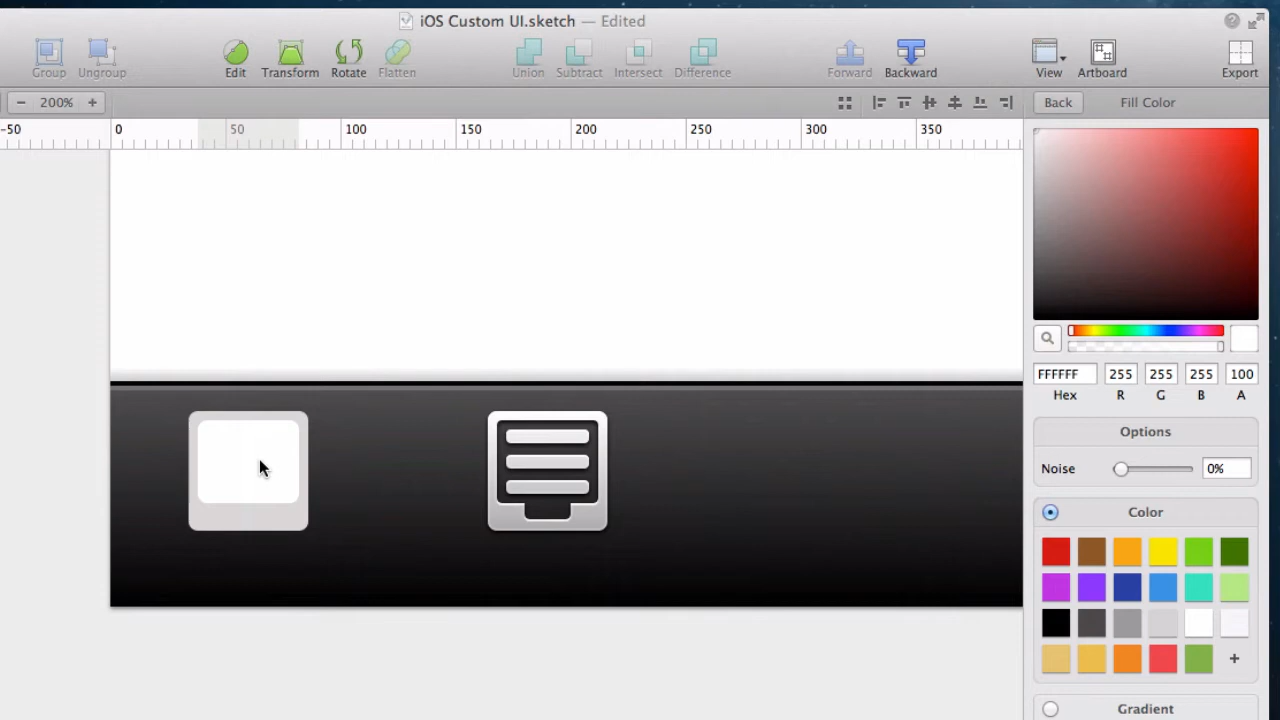 iOS Custom UI.sketch — Edited
Group Ungroup Edit Transform Rotate Flatten Union Subtract Intersect Difference Forward Backward View Artboard Export
− 200% + Back Fill Color
-50 0 50 100 150 200 250 300 350
FFFFFF 255 255 255 100
Hex R G B A
Options
Noise 0%
Color
+
Gradient